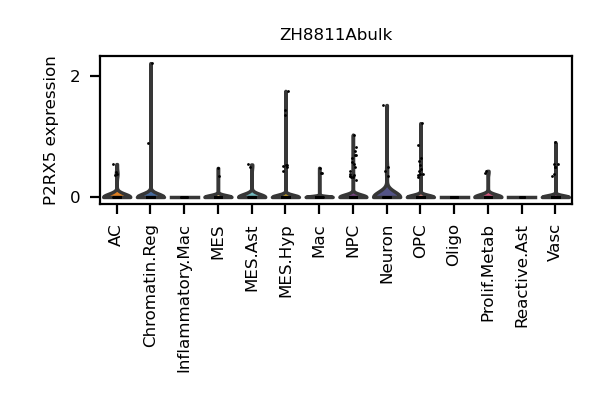 ZH8811Abulk
P2RX5 expression
2
0
AC
Chromatin.Reg
Inflammatory.Mac
MES
MES.Ast
MES.Hyp
Mac
NPC
Neuron
OPC
Oligo
Prolif.Metab
Reactive.Ast
Vasc